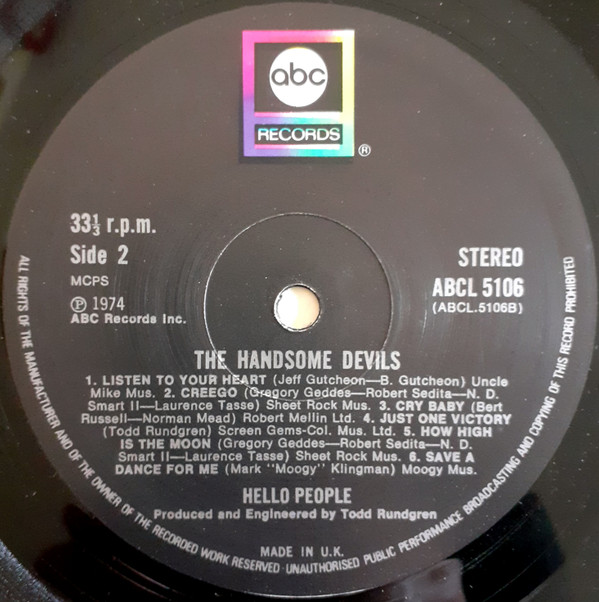 abc
RECORDS
®
33⅓ r.p.m.
Side 2
MCPS
Ⓟ 1974
ABC Records Inc.
STEREO
ABCL 5106
(ABCL.5106B)
THE HANDSOME DEVILS
1. LISTEN TO YOUR HEART (Jeff Gutcheon—B. Gutcheon) Uncle
Mike Mus. 2. CREEGO (Gregory Geddes—Robert Sedita—N. D.
Smart II—Laurence Tasse) Sheet Rock Mus. 3. CRY BABY (Bert
Russell—Norman Mead) Robert Mellin Ltd. 4. JUST ONE VICTORY
(Todd Rundgren) Screen Gems-Col. Mus. Ltd. 5. HOW HIGH
IS THE MOON (Gregory Geddes—Robert Sedita—N. D.
Smart II—Laurence Tasse) Sheet Rock Mus. 6. SAVE A
DANCE FOR ME (Mark "Moogy" Klingman) Moogy Mus.
HELLO PEOPLE
Produced and Engineered by Todd Rundgren
MADE IN U.K.
ALL RIGHTS OF THE MANUFACTURER AND OF THE OWNER OF THE RECORDED WORK RESERVED · UNAUTHORISED PUBLIC PERFORMANCE BROADCASTING AND COPYING OF THIS RECORD PROHIBITED